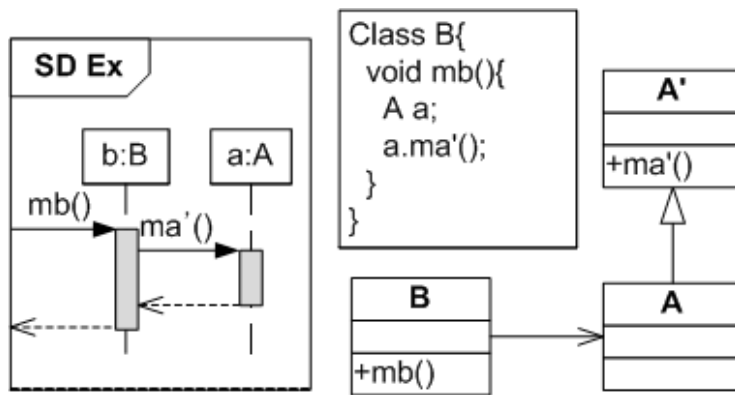 SD Ex
b:B
a:A
mb()
ma’()
Class B{
void mb(){
A a;
a.ma'();
}
}
A'
+ma'()
B
+mb()
A